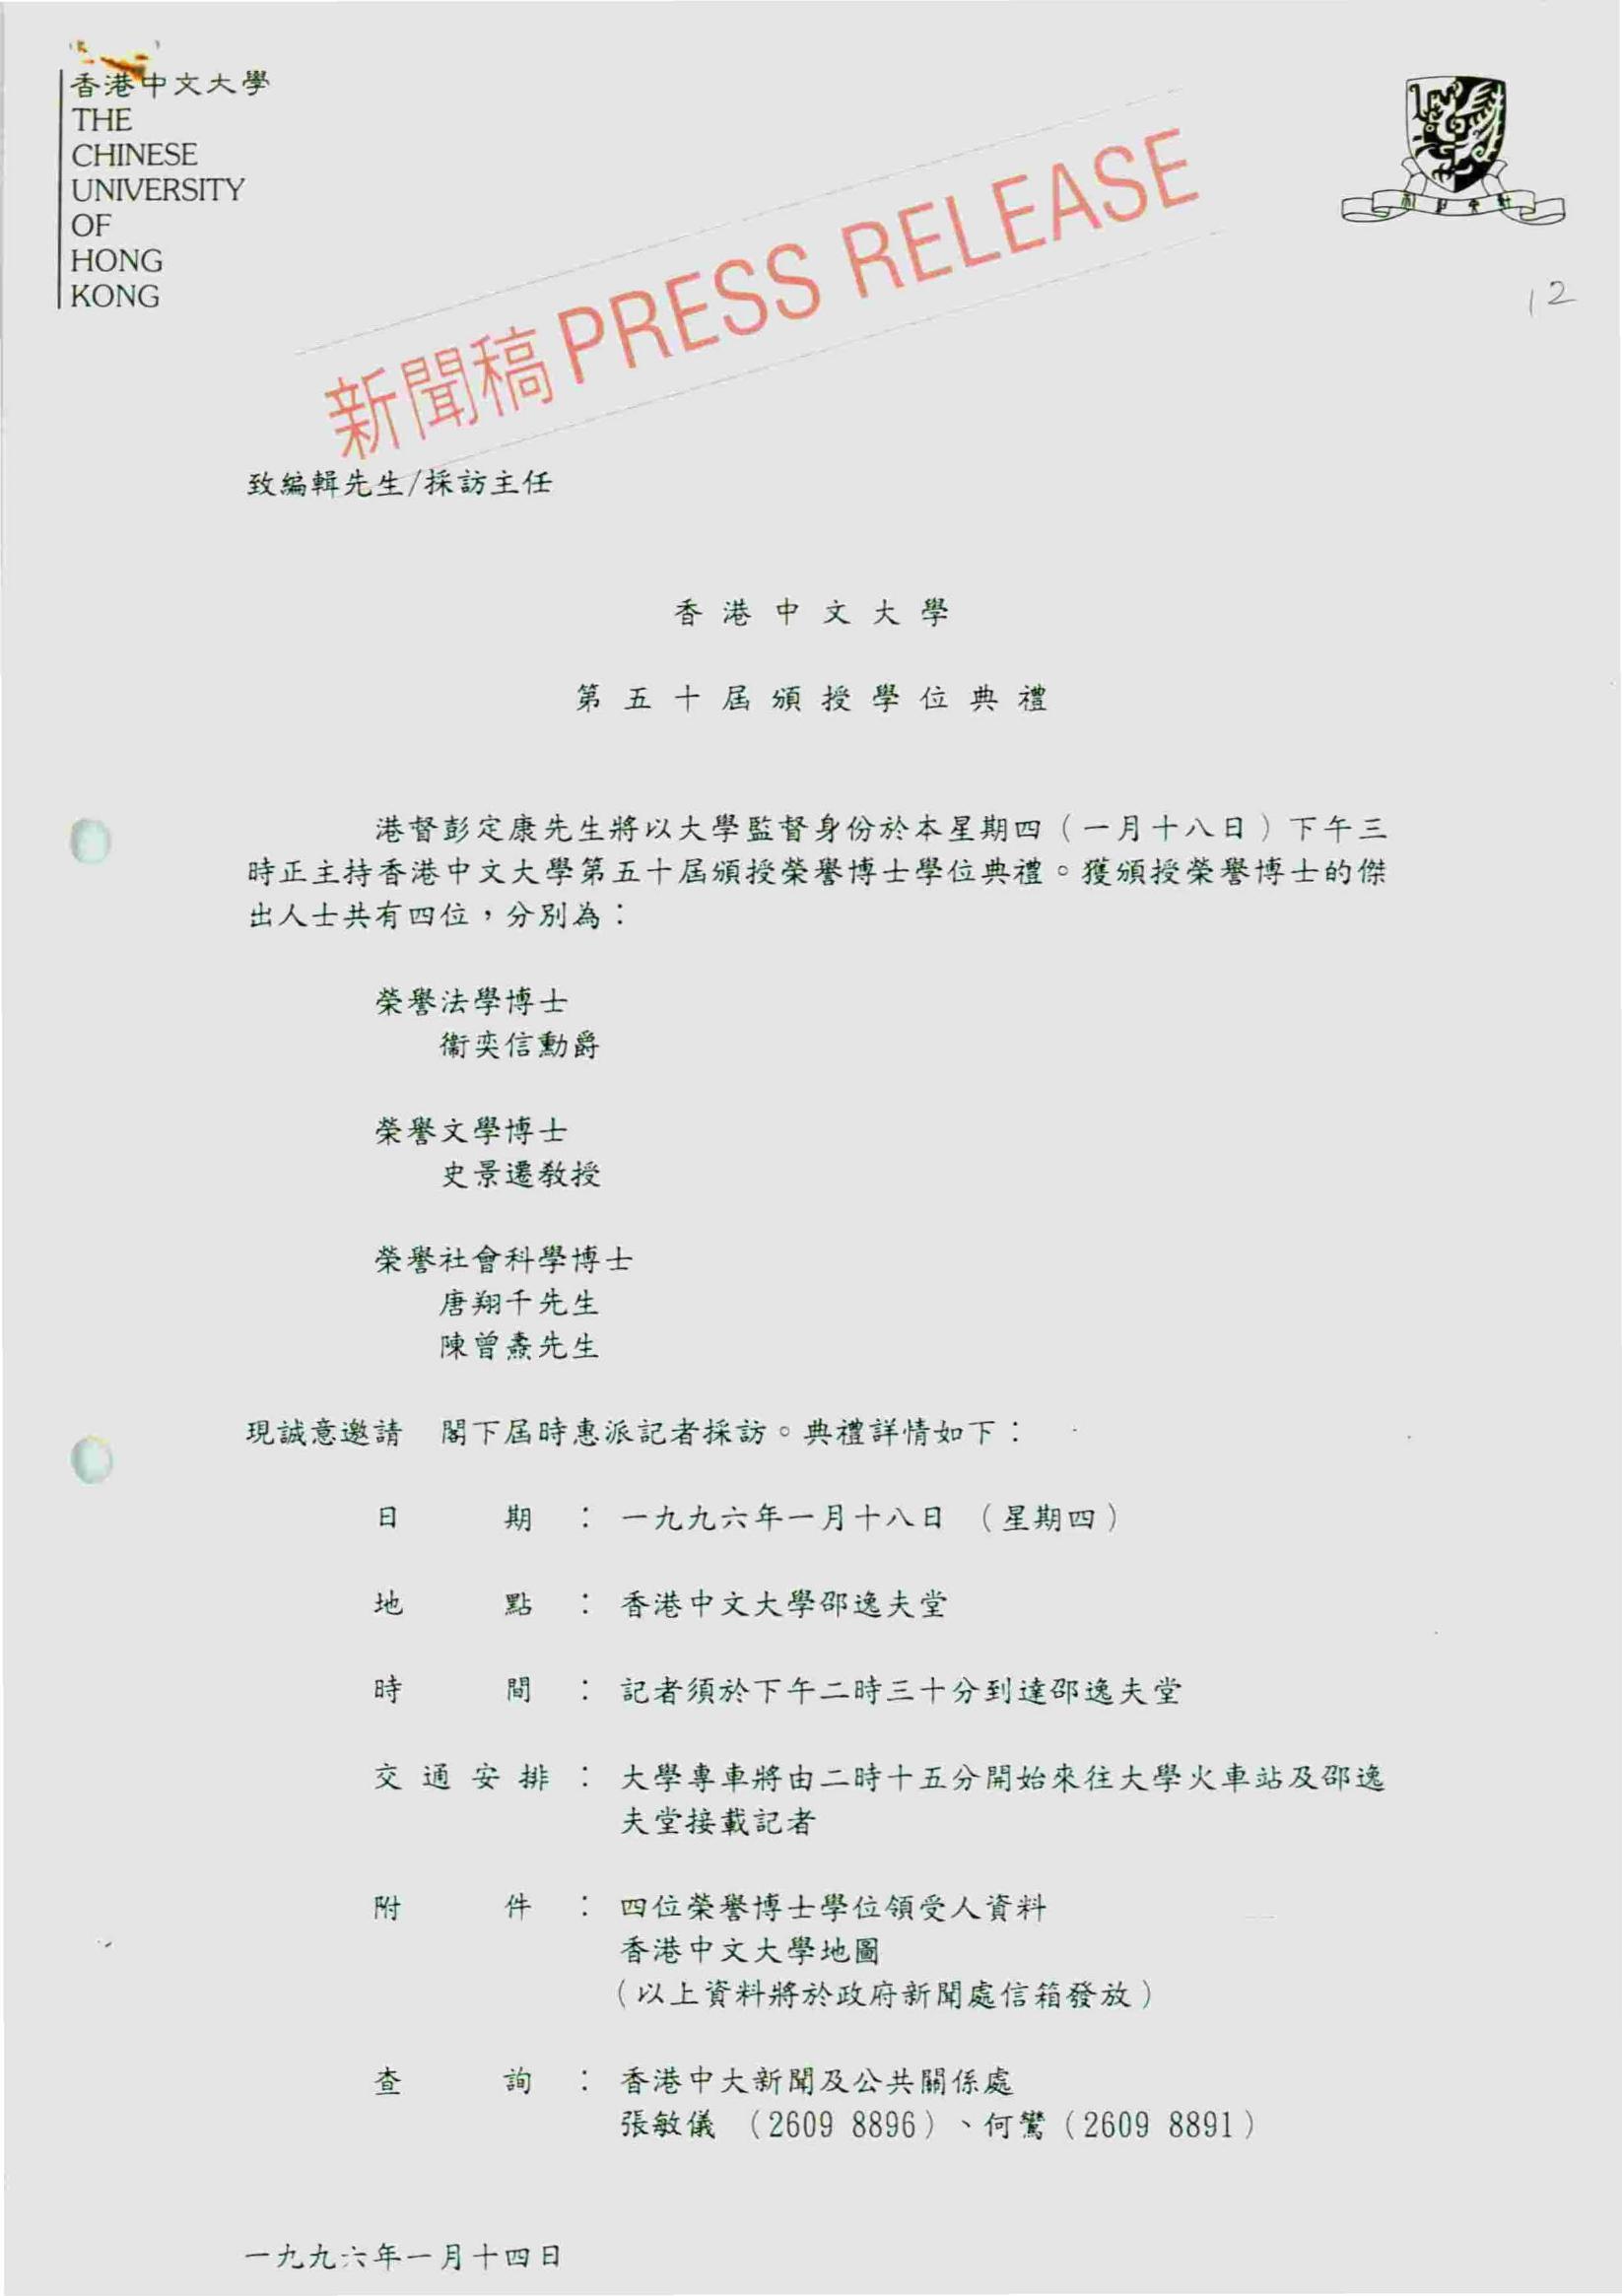 香港中文大學
THE
CHINESE
UNIVERSITY
OF
HONG
KONG
新聞稿 PRESS RELEASE
12
致編輯先生/採訪主任
香港中文大學
第五十屆頒授學位典禮
港督彭定康先生將以大學監督身份於本星期四（一月十八日）下午三
時正主持香港中文大學第五十屆頒授榮譽博士學位典禮。獲頒授榮譽博士的傑
出人士共有四位，分別為：
榮譽法學博士
衞奕信勳爵
榮譽文學博士
史景遷教授
榮譽社會科學博士
唐翔千先生
陳曾燾先生
現誠意邀請　閣下屆時惠派記者採訪。典禮詳情如下：
日期：一九九六年一月十八日（星期四）
地點：香港中文大學邵逸夫堂
時間：記者須於下午二時三十分到達邵逸夫堂
交通安排：大學專車將由二時十五分開始來往大學火車站及邵逸
夫堂接載記者
附件：四位榮譽博士學位領受人資料
香港中文大學地圖
（以上資料將於政府新聞處信箱發放）
查詢：香港中大新聞及公共關係處
張敏儀（2609 8896）、何鸞（2609 8891）
一九九六年一月十四日